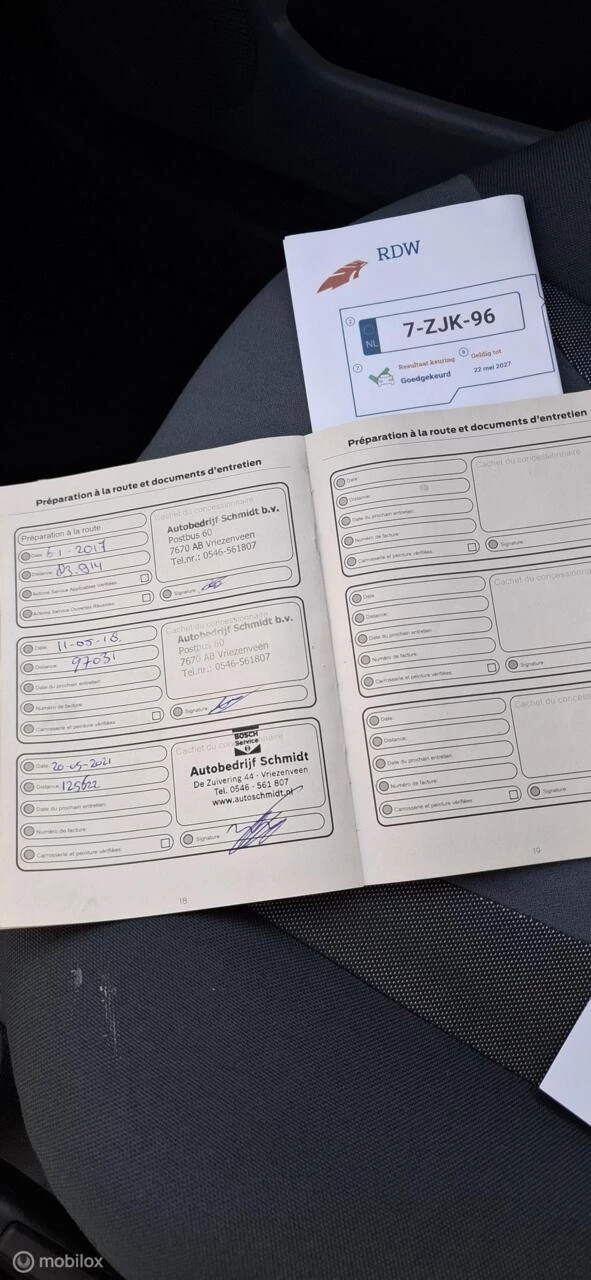 RDW
2
NL
7-ZJK-96
7
Resultaat keuring
Goedgekeurd
8
Geldig tot
22 mei 2027
Préparation à la route et documents d'entretien
Préparation à la route
Date: 6-1-2017
Distance: 83.914
Actions Service Applicables Vérifiées
Actions Service Ouvertes Résolues
Cachet du concessionnaire
Autobedrijf Schmidt b.v.
Postbus 60
7670 AB Vriezenveen
Tel.nr.: 0546-561807
Signature:
Date: 11-05-18
Distance: 97031
Date du prochain entretien:
Numéro de facture:
Carrosserie et peinture vérifiées:
Cachet du concessionnaire
Autobedrijf Schmidt b.v.
Postbus 60
7670 AB Vriezenveen
Tel.nr.: 0546-561807
Signature:
Date: 20-05-2021
Distance: 125622
Date du prochain entretien:
Numéro de facture:
Carrosserie et peinture vérifiées:
BOSCH
Service
Autobedrijf Schmidt
De Zuivering 44 - Vriezenveen
Tel. 0546 - 561 807
www.autoschmidt.nl
Signature:
18
Préparation à la route et documents d'entretien
Date:
Distance:
Date du prochain entretien:
Numéro de facture:
Carrosserie et peinture vérifiées:
Cachet du concessionnaire
Signature:
Date:
Distance:
Date du prochain entretien:
Numéro de facture:
Carrosserie et peinture vérifiées:
Cachet du
Signature:
Date:
Distance:
Date du prochain entretien:
Numéro de facture:
Carrosserie et peinture vérifiées:
Cachet du
Signature:
19
mobilox